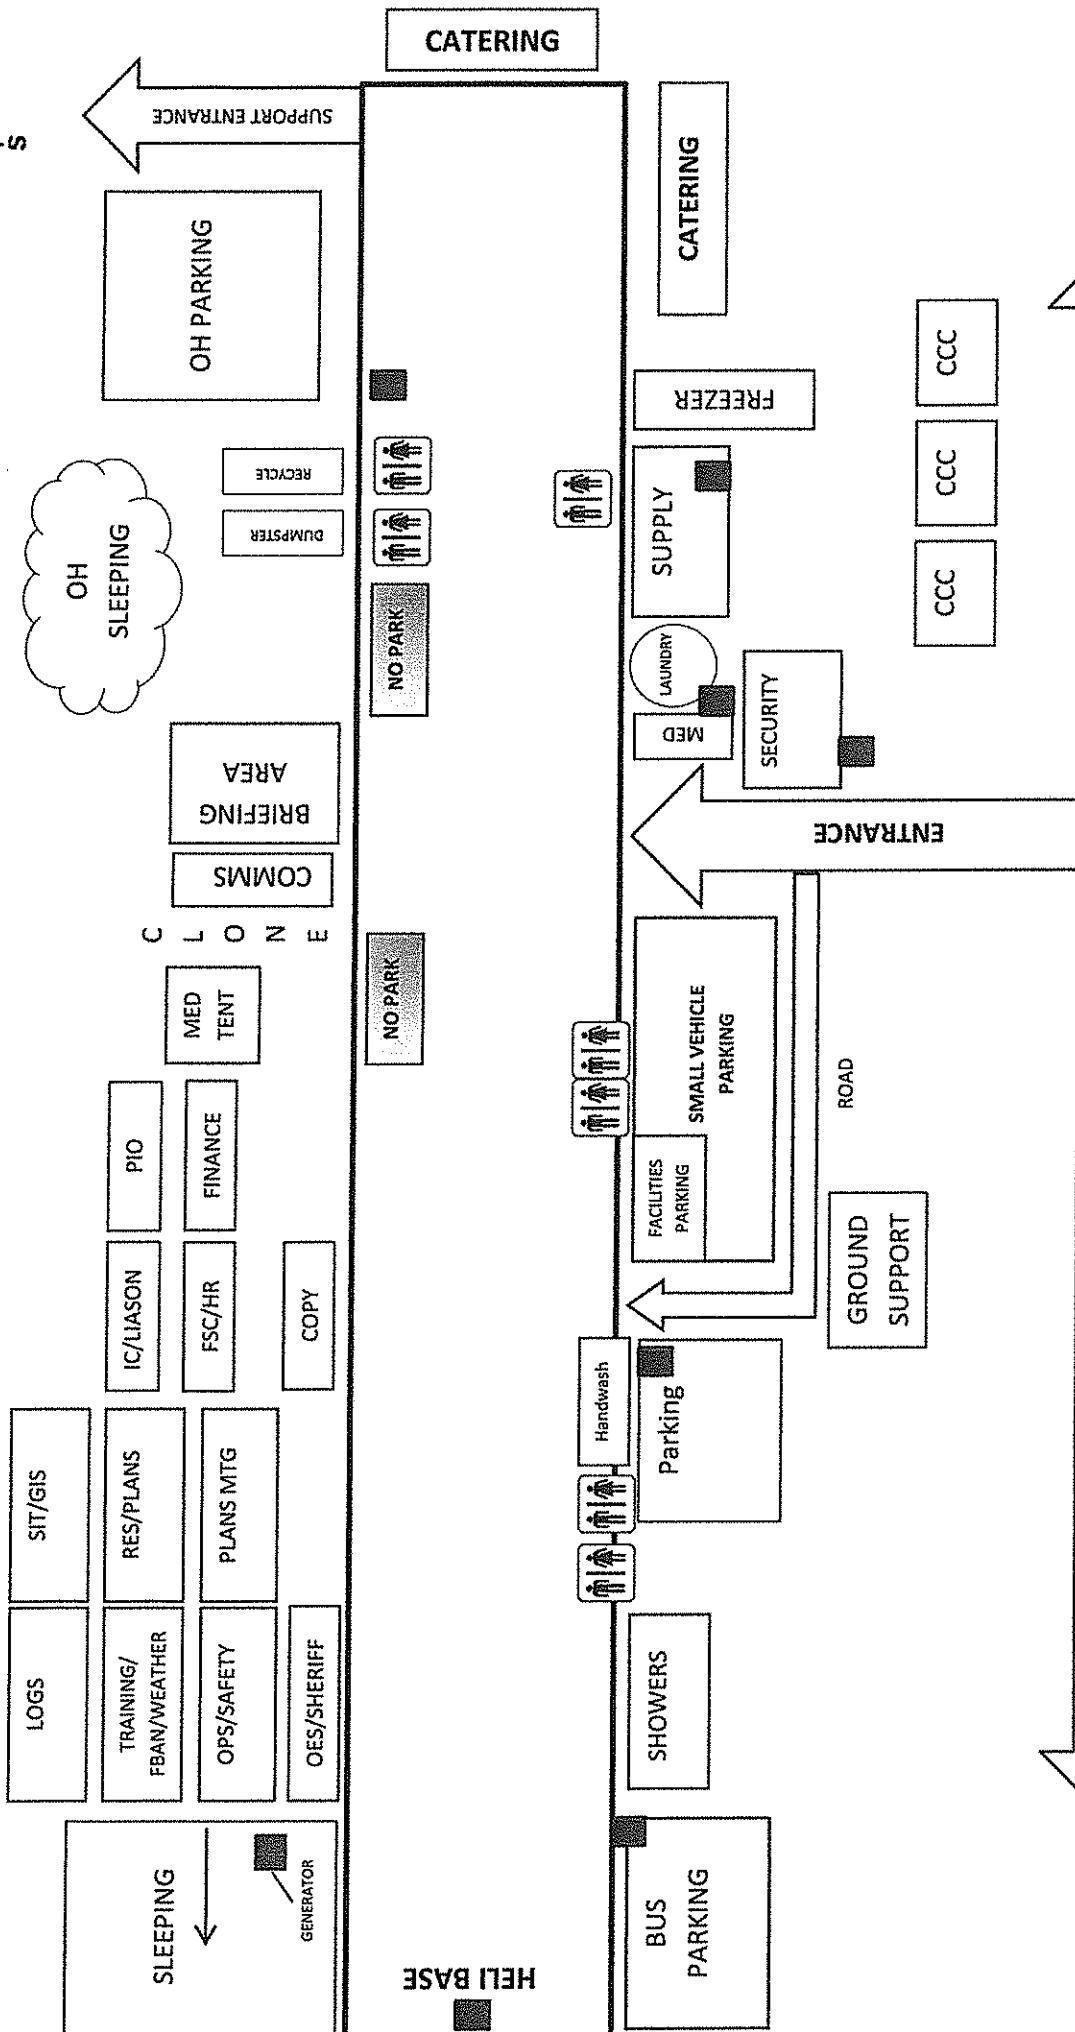 S
SUPPORT ENTRANCE
CATERING
OH PARKING
CATERING
RECYCLE
DUMPSTER
OH
SLEEPING
FREEZER
SUPPLY
CCC
CCC
CCC
NO PARK
LAUNDRY
MED
SECURITY
BRIEFING
AREA
COMMS
ENTRANCE
C
L
O
N
E
MED
TENT
NO PARK
SMALL VEHICLE
PARKING
FACILITIES
PARKING
ROAD
PIO
FINANCE
IC/LIASON
FSC/HR
COPY
GROUND
SUPPORT
Handwash
Parking
SIT/GIS
RES/PLANS
PLANS MTG
LOGS
TRAINING/
FBAN/WEATHER
OPS/SAFETY
OES/SHERIFF
SHOWERS
SLEEPING
GENERATOR
BUS
PARKING
HELI BASE